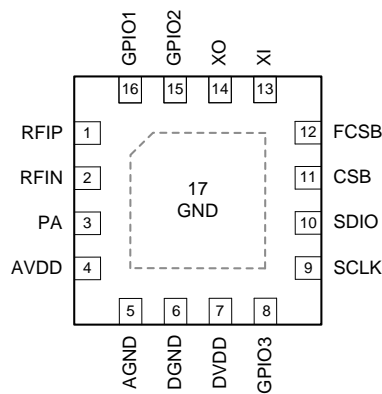 GPIO1
GPIO2
XO
XI
16
15
14
13
RFIP
1
12
FCSB
RFIN
2
11
CSB
17
GND
PA
3
10
SDIO
AVDD
4
9
SCLK
5
6
7
8
AGND
DGND
DVDD
GPIO3